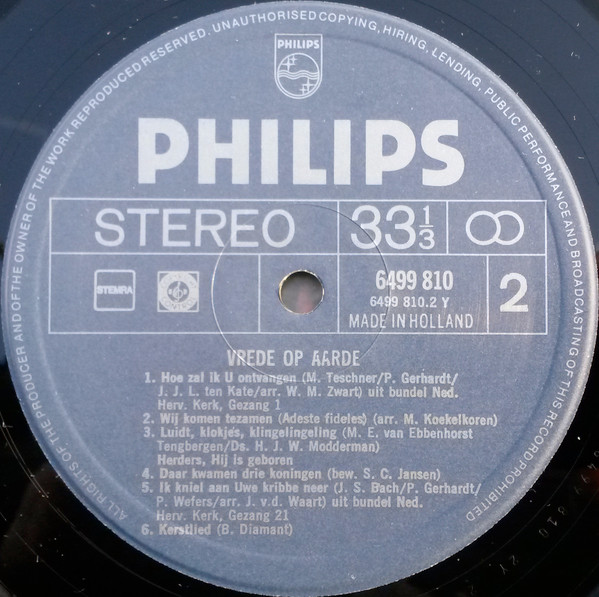 ALL RIGHTS OF THE PRODUCER AND OF THE OWNER OF THE WORK REPRODUCED RESERVED. UNAUTHORISED COPYING, HIRING, LENDING, PUBLIC PERFORMANCE AND BROADCASTING OF THIS RECORD PROHIBITED
PHILIPS
PHILIPS
STEREO
33 1/3
STEMRA
6499 810
6499 810.2 Y
MADE IN HOLLAND
2
VREDE OP AARDE
1. Hoe zal ik U ontvangen (M. Teschner/P. Gerhardt/
J. J. L. ten Kate/arr. W. M. Zwart) uit bundel Ned.
Herv. Kerk, Gezang 1
2. Wij komen tezamen (Adeste fideles) (arr. M. Koekelkoren)
3. Luidt, klokjes, klingelingeling (M. E. van Ebbenhorst
Tengbergen/Ds. H. J. W. Modderman)
Herders, Hij is geboren
4. Daar kwamen drie koningen (bew. S. C. Jansen)
5. Ik kniel aan Uwe kribbe neer (J. S. Bach/P. Gerhardt/
P. Wefers/arr. J. v.d. Waart) uit bundel Ned.
Herv. Kerk, Gezang 21
6. Kerstlied (B. Diamant)